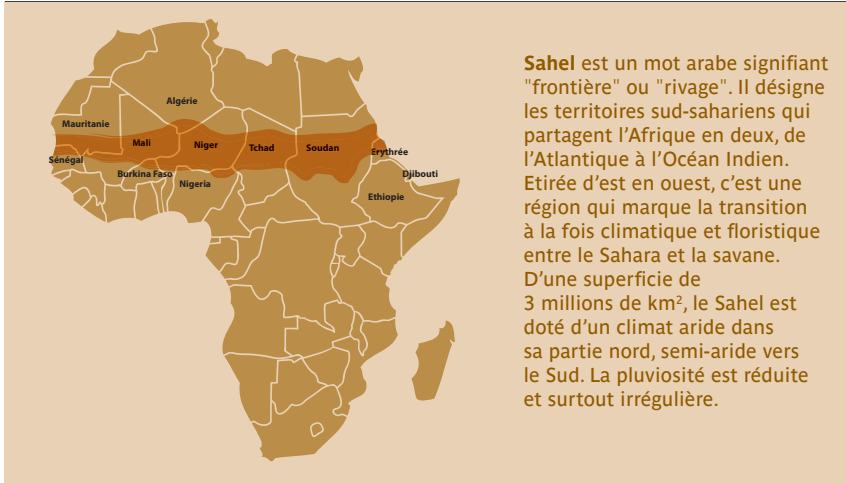 Algérie
Mauritanie
Mali
Niger
Tchad
Soudan
Erythrée
Sénégal
Burkina Faso
Nigeria
Djibouti
Ethiopie
Sahel est un mot arabe signifiant
"frontière" ou "rivage". Il désigne
les territoires sud-sahariens qui
partagent l'Afrique en deux, de
l'Atlantique à l'Océan Indien.
Etirée d'est en ouest, c'est une
région qui marque la transition
à la fois climatique et floristique
entre le Sahara et la savane.
D'une superficie de
3 millions de km², le Sahel est
doté d'un climat aride dans
sa partie nord, semi-aride vers
le Sud. La pluviosité est réduite
et surtout irrégulière.